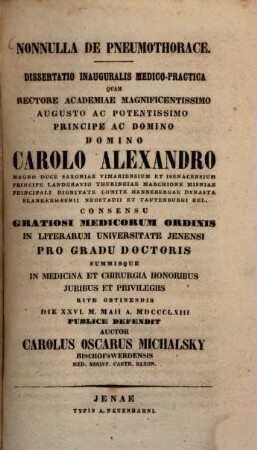 NONNULLA DE PNEUMOTHORACE.
DISSERTATIO INAUGURALIS MEDICO-PRACTICA
QUAM
RECTORE ACADEMIAE MAGNIFICENTISSIMO
AUGUSTO AC POTENTISSIMO
PRINCIPE AC DOMINO
DOMINO
CAROLO ALEXANDRO
MAGNO DUCE SAXONIAE VIMARIENSIUM ET ISENACENSIUM
PRINCIPE LANDGRAVIO THURINGIAE MARCHIONE MISNIAE
PRINCIPALI DIGNITATE COMITE HENNEBERGAE DYNASTA
BLANKENHAYNII NEOSTADII ET TAUTENBURGI REL.
CONSENSU
GRATIOSI MEDICORUM ORDINIS
IN LITERARUM UNIVERSITATE JENENSI
PRO GRADU DOCTORIS
SUMMISQUE
IN MEDICINA ET CHIRURGIA HONORIBUS
JURIBUS ET PRIVILEGIIS
RITE OBTINENDIS
DIE XXVI. M. MAII A. MDCCCLXIII
PUBLICE DEFENDIT
AUCTOR
CAROLUS OSCARUS MICHALSKY
BISCHOFSWERDENSIS
MED. ASSIST. CASTR. SAXON.
JENAE
TYPIS A. NEUENHAHNI.